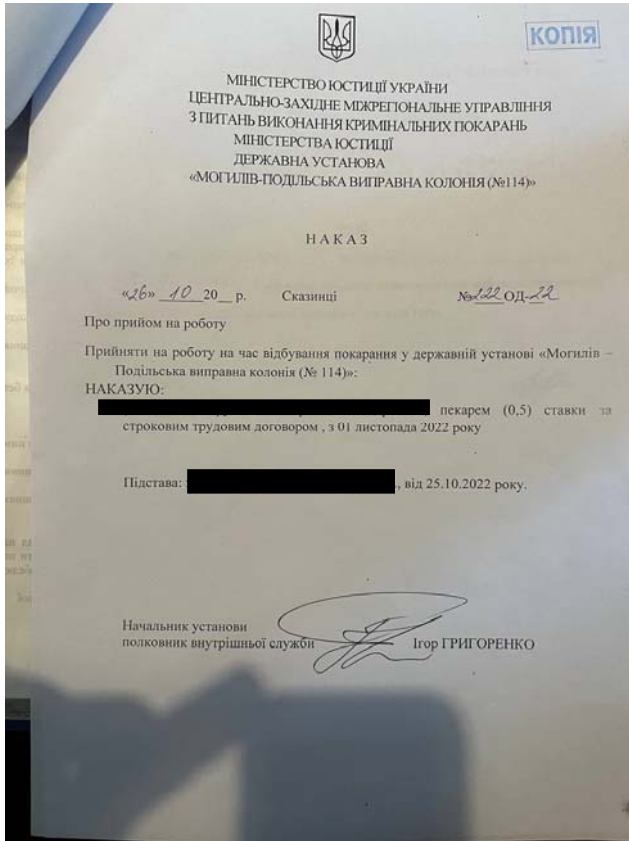 КОПІЯ
МІНІСТЕРСТВО ЮСТИЦІЇ УКРАЇНИ
ЦЕНТРАЛЬНО-ЗАХІДНЕ МІЖРЕГІОНАЛЬНЕ УПРАВЛІННЯ
З ПИТАНЬ ВИКОНАННЯ КРИМІНАЛЬНИХ ПОКАРАНЬ
МІНІСТЕРСТВА ЮСТИЦІЇ
ДЕРЖАВНА УСТАНОВА
«МОГИЛІВ-ПОДІЛЬСЬКА ВИПРАВНА КОЛОНІЯ (№114)»
НАКАЗ
«26» 10 20__ р. Сказинці №222 ОД-22
Про прийом на роботу
Прийняти на роботу на час відбування покарання у державній установі «Могилів –
Подільська виправна колонія (№ 114)»:
НАКАЗУЮ:
пекарем (0,5) ставки за
строковим трудовим договором , з 01 листопада 2022 року
Підстава: ., від 25.10.2022 року.
Начальник установи
полковник внутрішньої служби Ігор ГРИГОРЕНКО